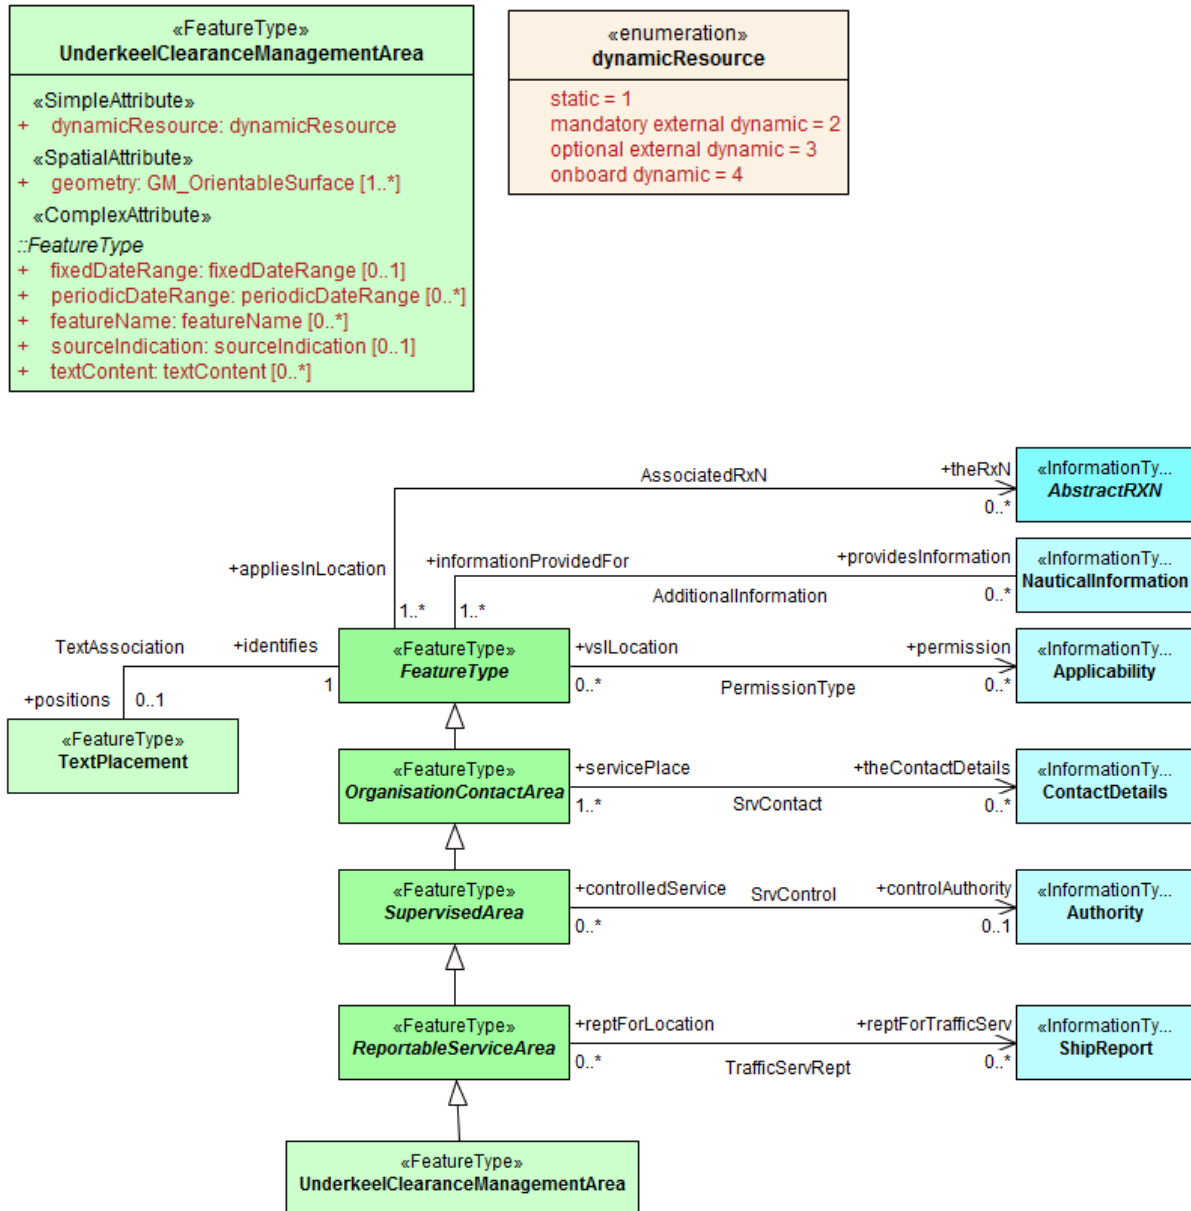 «FeatureType»
UnderkeelClearanceManagementArea
«SimpleAttribute»
+ dynamicResource: dynamicResource
«SpatialAttribute»
+ geometry: GM_OrientableSurface [1..*]
«ComplexAttribute»
::FeatureType
+ fixedDateRange: fixedDateRange [0..1]
+ periodicDateRange: periodicDateRange [0..*]
+ featureName: featureName [0..*]
+ sourceIndication: sourceIndication [0..1]
+ textContent: textContent [0..*]
«enumeration»
dynamicResource
static = 1
mandatory external dynamic = 2
optional external dynamic = 3
onboard dynamic = 4
AssociatedRxN
+theRxN
0..*
«InformationTy...
AbstractRXN
+appliesInLocation
1..*
+informationProvidedFor
1..*
AdditionalInformation
+providesInformation
0..*
«InformationTy...
NauticalInformation
TextAssociation
+identifies
1
+positions
0..1
«FeatureType»
TextPlacement
«FeatureType»
FeatureType
+vslLocation
0..*
PermissionType
+permission
0..*
«InformationTy...
Applicability
«FeatureType»
OrganisationContactArea
+servicePlace
1..*
SrvContact
+theContactDetails
0..*
«InformationTy...
ContactDetails
«FeatureType»
SupervisedArea
+controlledService
0..*
SrvControl
+controlAuthority
0..1
«InformationTy...
Authority
«FeatureType»
ReportableServiceArea
+reptForLocation
0..*
TrafficServRept
+reptForTrafficServ
0..*
«InformationTy...
ShipReport
«FeatureType»
UnderkeelClearanceManagementArea